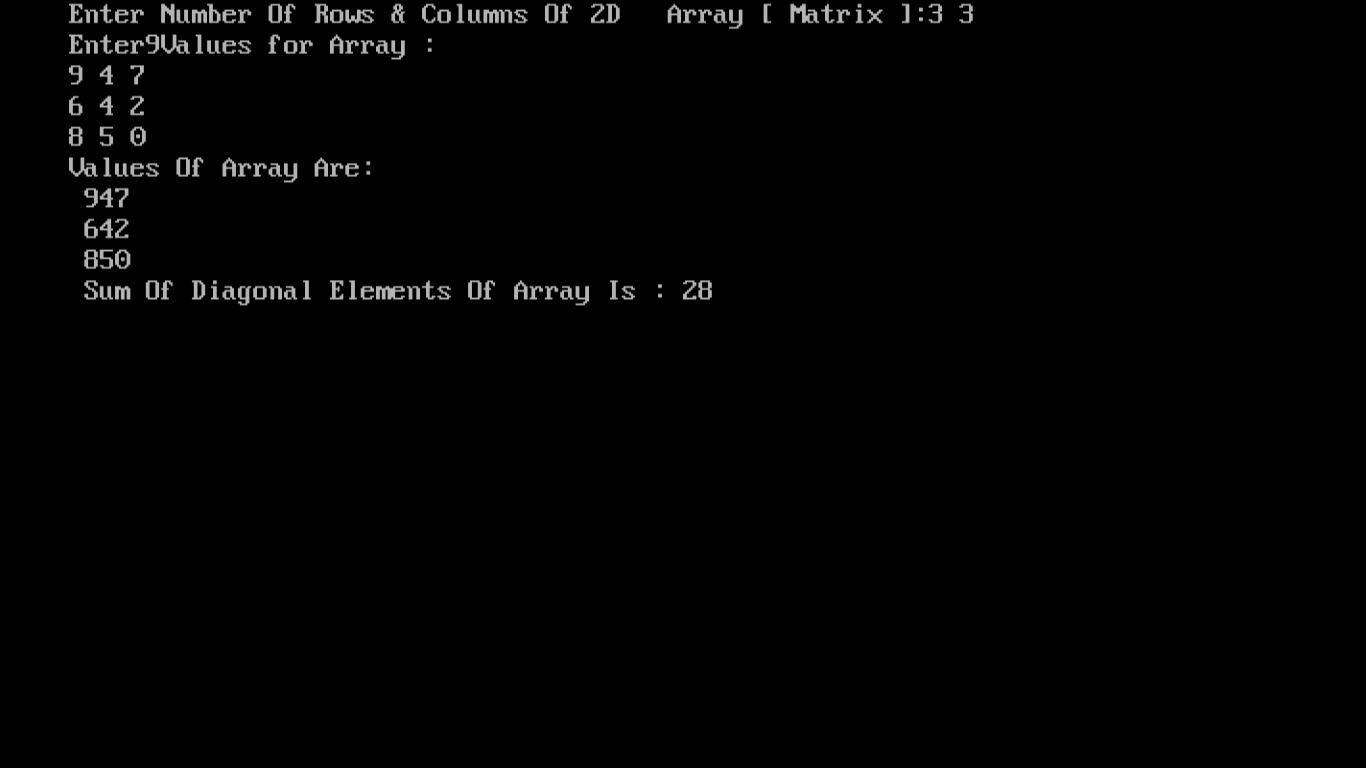 Enter Number Of Rows & Columns Of 2D   Array [ Matrix ]:3 3
Enter9Values for Array :
9 4 7
6 4 2
8 5 0
Values Of Array Are:
947
642
850
Sum Of Diagonal Elements Of Array Is : 28